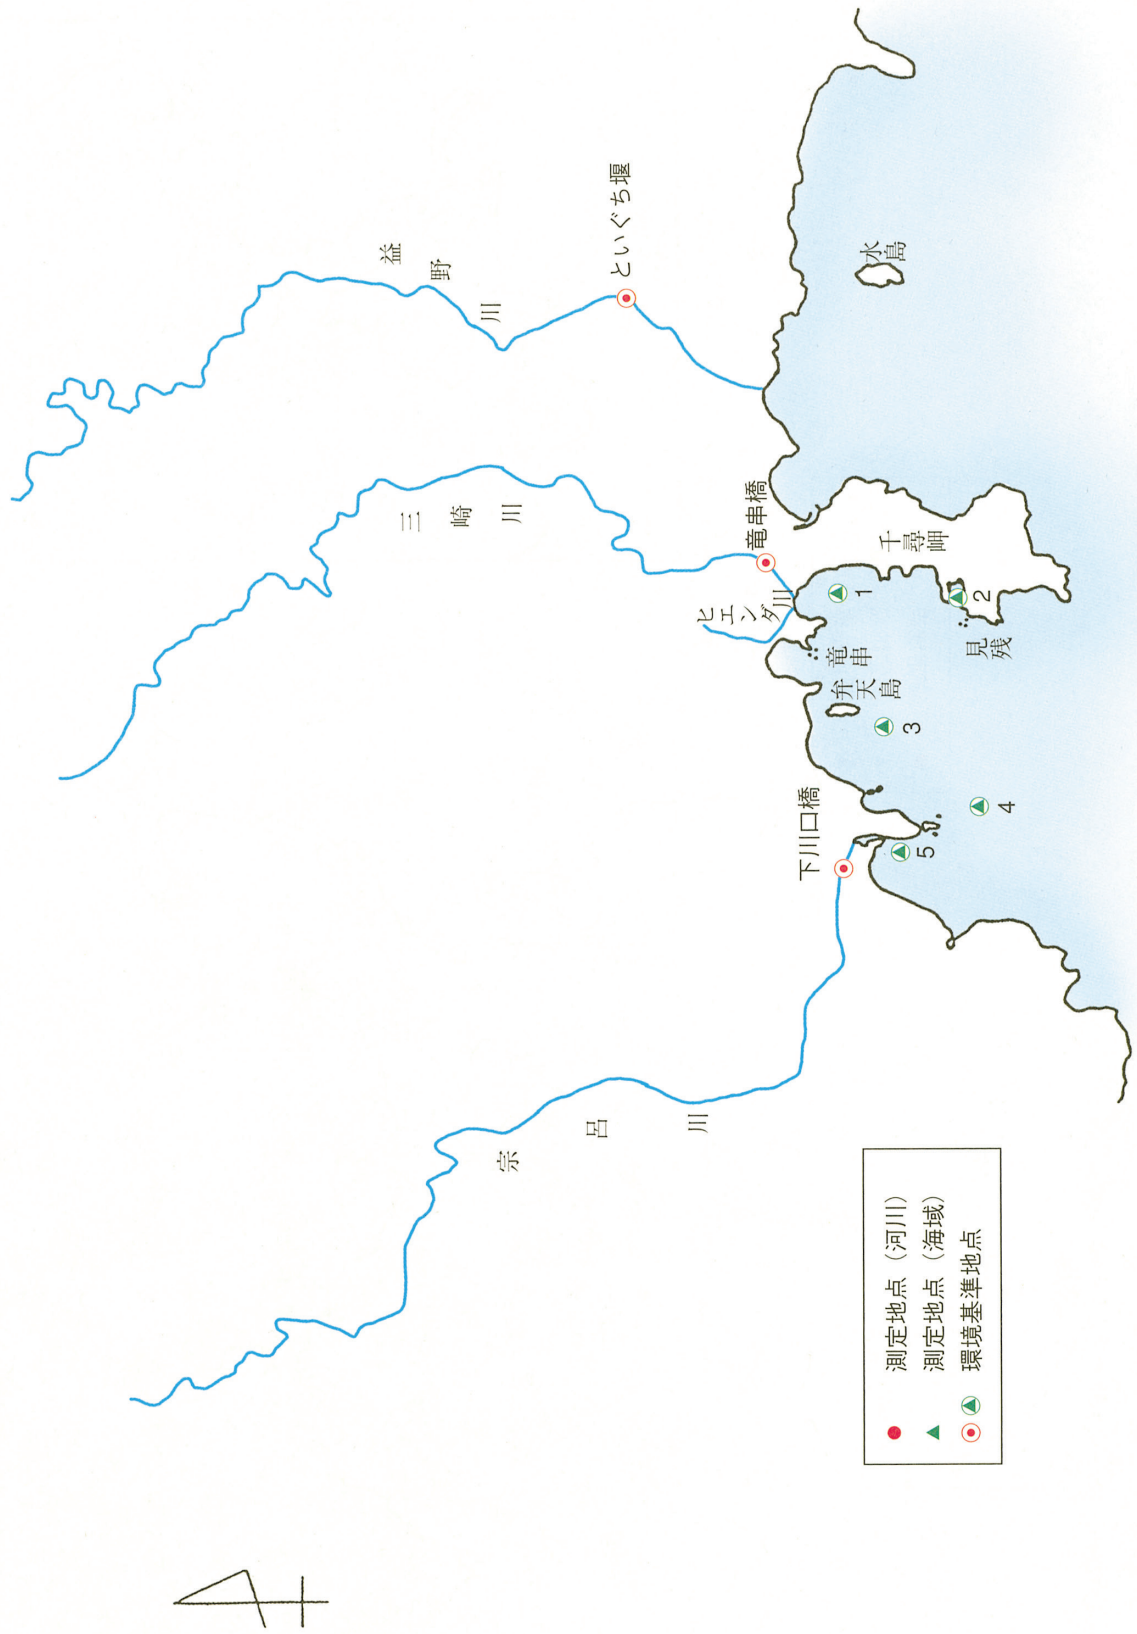 益野川
といぐち堰
三崎川
竜串橋
ヒエンダ川
水島
千尋岬
1
2
見残
竜串
弁天島
3
4
5
下川口橋
宗呂川
測定地点（河川）
測定地点（海域）
環境基準地点